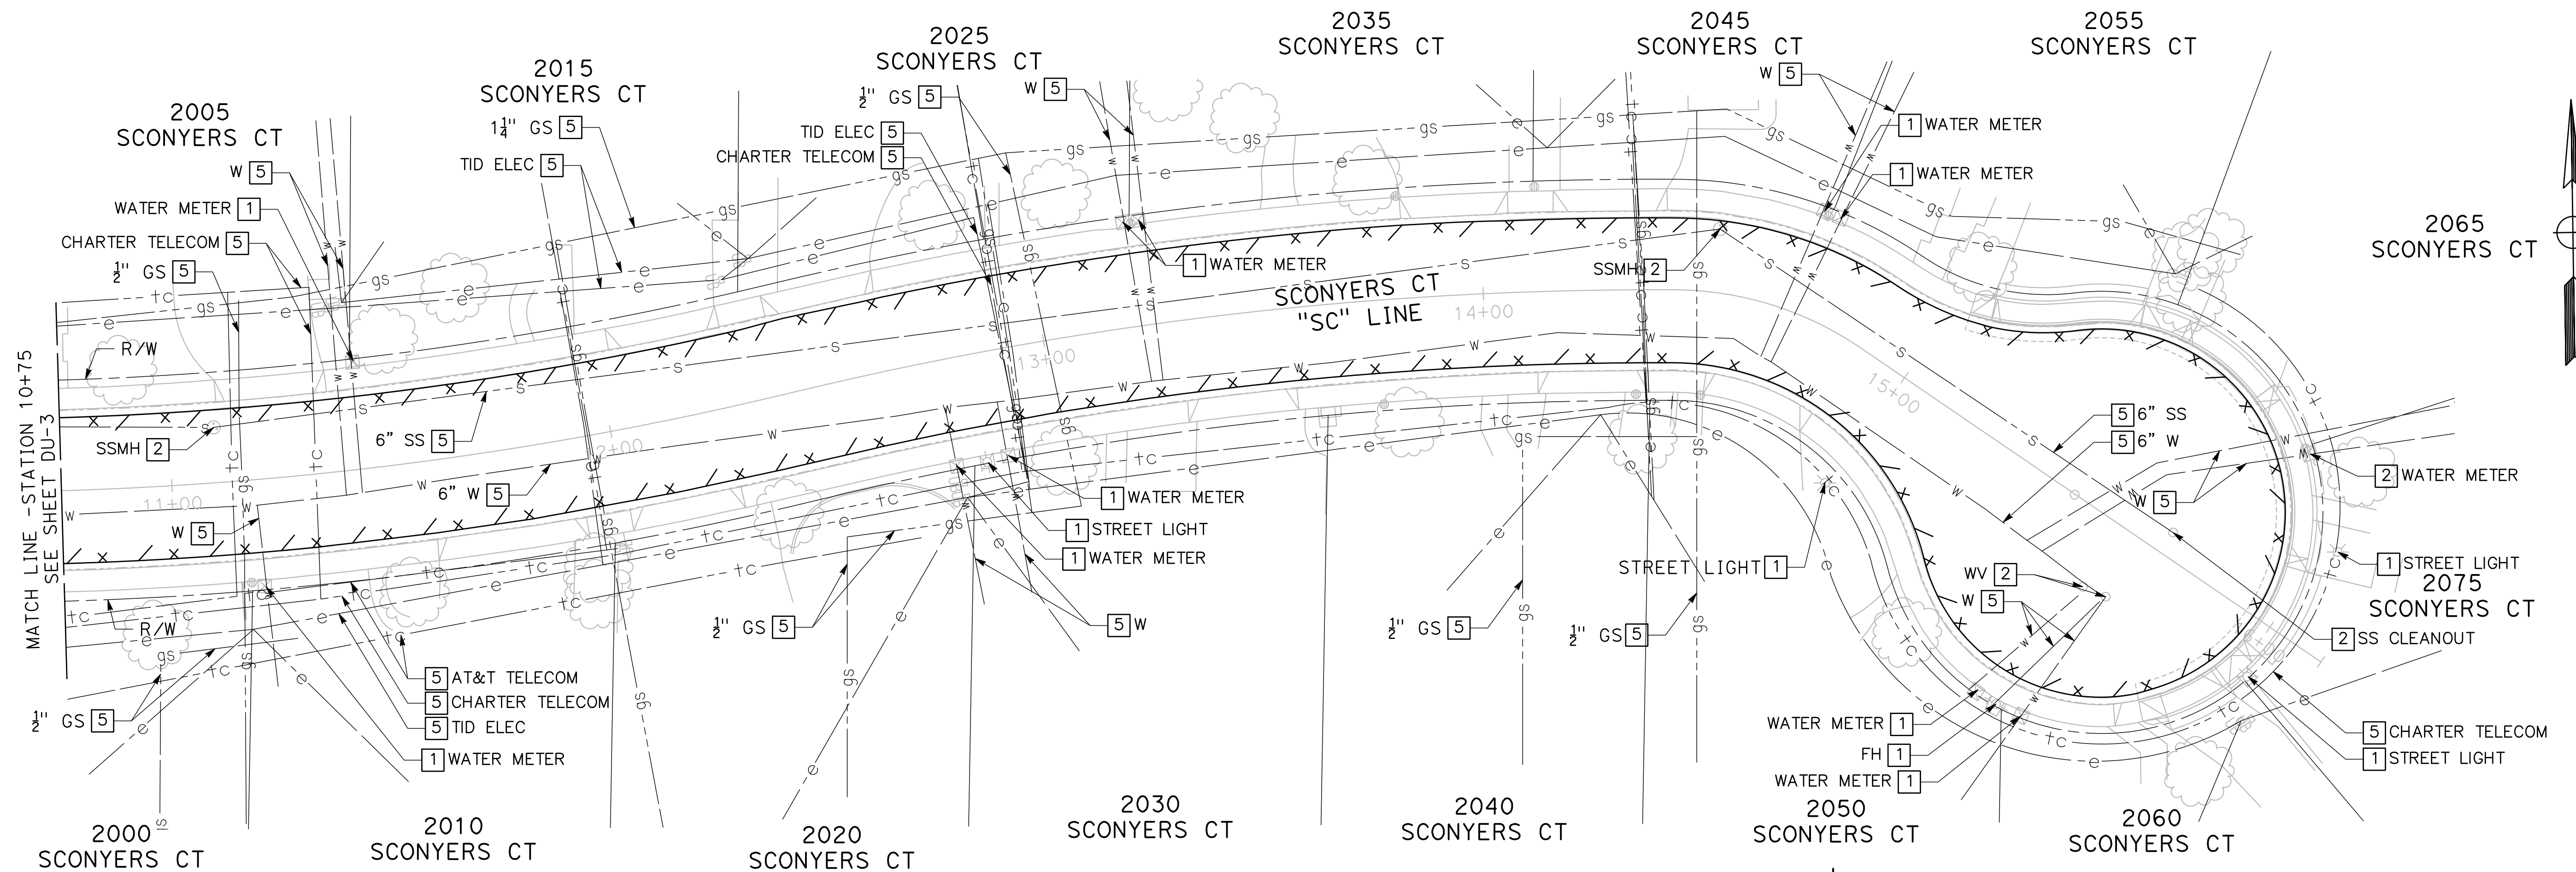 2005
SCONYERS CT
2015
SCONYERS CT
2025
SCONYERS CT
2035
SCONYERS CT
2045
SCONYERS CT
2055
SCONYERS CT
2065
SCONYERS CT
2075
SCONYERS CT
W 5
WATER METER 1
CHARTER TELECOM 5
½" GS 5
1¼" GS 5
TID ELEC 5
½" GS 5
TID ELEC 5
CHARTER TELECOM 5
W 5
1 WATER METER
W 5
1 WATER METER
1 WATER METER
SSMH 2
SCONYERS CT
"SC" LINE
11+00
12+00
13+00
14+00
15+00
MATCH LINE -STATION 10+75
SEE SHEET DU-3
R/W
SSMH 2
6" SS 5
6" W 5
W 5
R/W
½" GS 5
5 AT&T TELECOM
5 CHARTER TELECOM
5 TID ELEC
1 WATER METER
1 WATER METER
1 STREET LIGHT
1 WATER METER
½" GS 5
5 W
½" GS 5
½" GS 5
STREET LIGHT 1
5 6" SS
5 6" W
W 5
2 WATER METER
WV 2
W 5
1 STREET LIGHT
2 SS CLEANOUT
WATER METER 1
FH 1
WATER METER 1
5 CHARTER TELECOM
1 STREET LIGHT
2000
SCONYERS CT
2010
SCONYERS CT
2020
SCONYERS CT
2030
SCONYERS CT
2040
SCONYERS CT
2050
SCONYERS CT
2060
SCONYERS CT